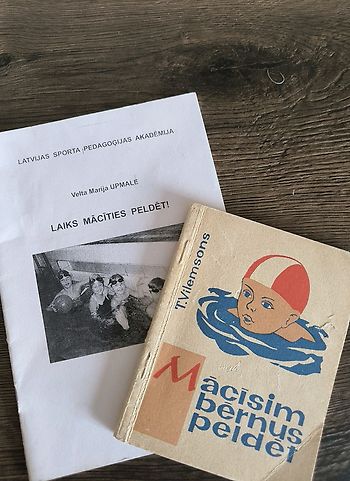 LATVIJAS SPORTA PEDAGOĢIJAS AKADĒMIJA
Velta Marija UPMALE
LAIKS MĀCĪTIES PELDĒT!
T.Vilemsons
Mācīsim
bērnus
peldēt